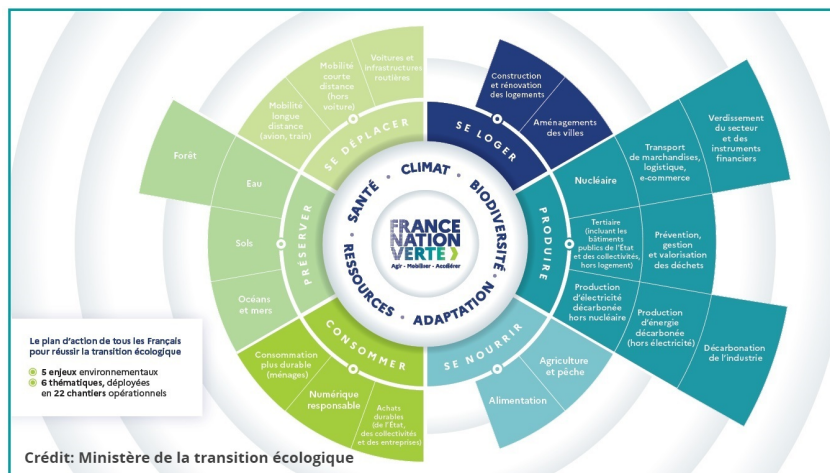 Voitures et
infrastructures
routières
Mobilité
courte
distance
(hors
voiture)
Mobilité
longue
distance
(avion, train)
SE DÉPLACER
Construction
et rénovation
des logements
Aménagements
des villes
SE LOGER
Nucléaire
Transport
de marchandises,
logistique,
e-commerce
Verdissement
du secteur
et des
instruments
financiers
Tertiaire
(incluant les
bâtiments
publics de l'État
et des collectivités,
hors logement)
Prévention,
gestion
et valorisation
des déchets
Production
d'électricité
décarbonée
hors nucléaire
Production
d'énergie
décarbonée
(hors électricité)
Décarbonation
de l'industrie
PRODUIRE
Agriculture
et pêche
Alimentation
SE NOURRIR
Consommation
plus durable
(ménages)
Numérique
responsable
Achats
durables
(de l'État,
des collectivités
et des entreprises)
CONSOMMER
Forêt
Eau
Sols
Océans
et mers
PRÉSERVER
SANTÉ • CLIMAT • BIODIVERSITÉ • ADAPTATION • RESSOURCES •
FRANCE
NATION
VERTE
Agir • Mobiliser • Accélérer
Le plan d'action de tous les Français
pour réussir la transition écologique
5 enjeux environnementaux
6 thématiques, déployées
en 22 chantiers opérationnels
Crédit: Ministère de la transition écologique